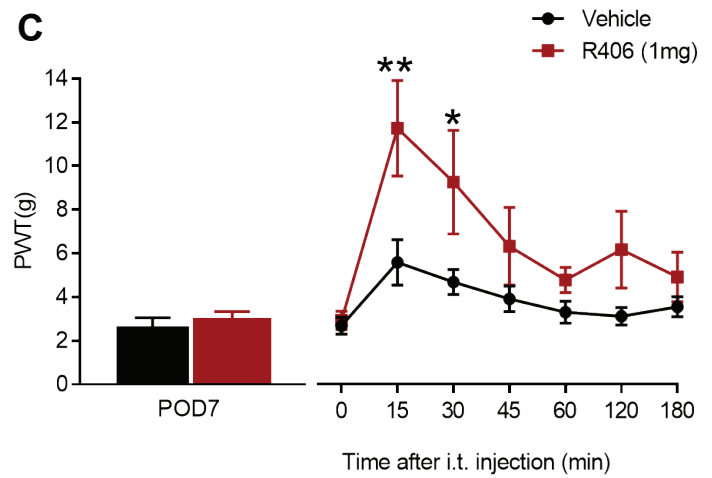 C
Vehicle
R406 (1mg)
14
12
10
8
6
4
2
0
PWT(g)
**
*
POD7
0 15 30 45 60 120 180
Time after i.t. injection (min)